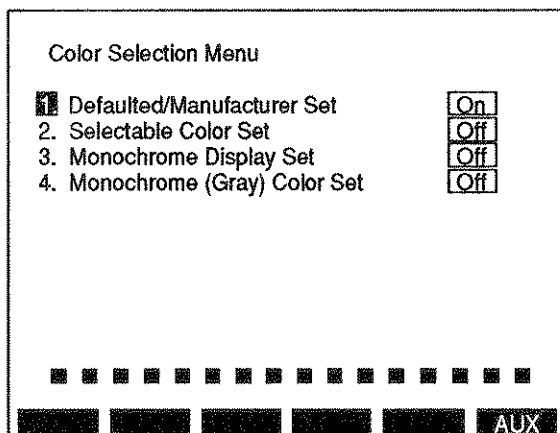 Color Selection Menu
1 Defaulted/Manufacturer Set On
2. Selectable Color Set Off
3. Monochrome Display Set Off
4. Monochrome (Gray) Color Set Off
AUX